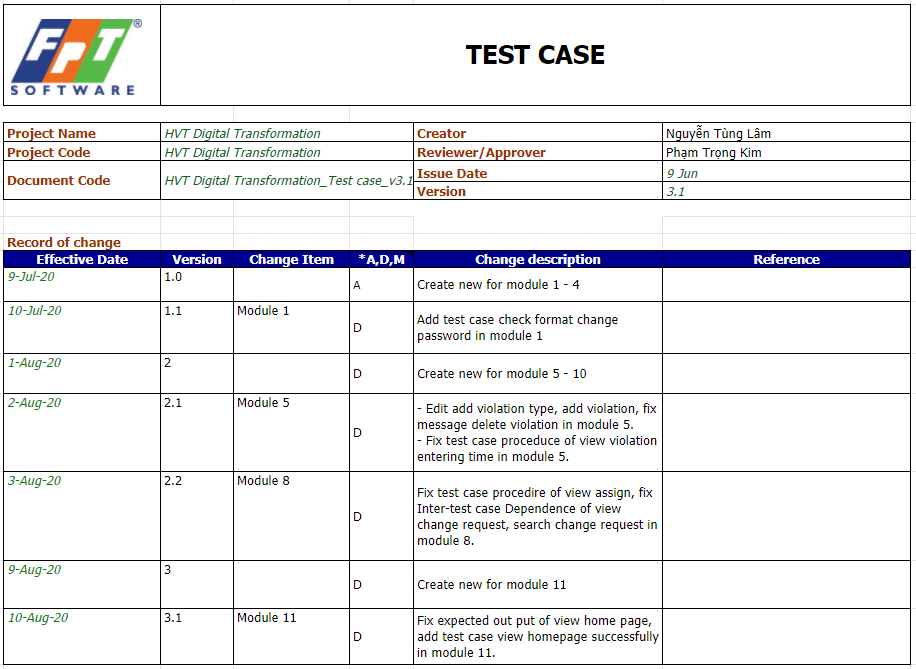 FPT®
SOFTWARE
TEST CASE
Project Name HVT Digital Transformation Creator Nguyễn Tùng Lâm
Project Code HVT Digital Transformation Reviewer/Approver Phạm Trọng Kim
Document Code HVT Digital Transformation_Test case_v3.1 Issue Date 9 Jun
Version 3.1
Record of change
Effective Date Version Change Item *A,D,M Change description Reference
9-Jul-20 1.0 A Create new for module 1 - 4
10-Jul-20 1.1 Module 1 D Add test case check format change
password in module 1
1-Aug-20 2 D Create new for module 5 - 10
2-Aug-20 2.1 Module 5 D - Edit add violation type, add violation, fix
message delete violation in module 5.
- Fix test case proceduce of view violation
entering time in module 5.
3-Aug-20 2.2 Module 8 D Fix test case procedire of view assign, fix
Inter-test case Dependence of view
change request, search change request in
module 8.
9-Aug-20 3 D Create new for module 11
10-Aug-20 3.1 Module 11 D Fix expected out put of view home page,
add test case view homepage successfully
in module 11.